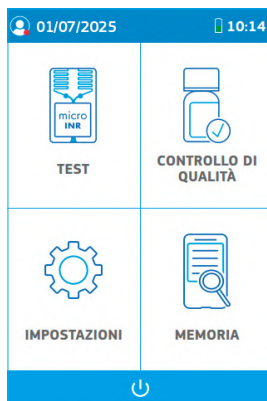 01/07/2025 10:14
micro
INR
TEST
CONTROLLO DI
QUALITÀ
IMPOSTAZIONI
MEMORIA